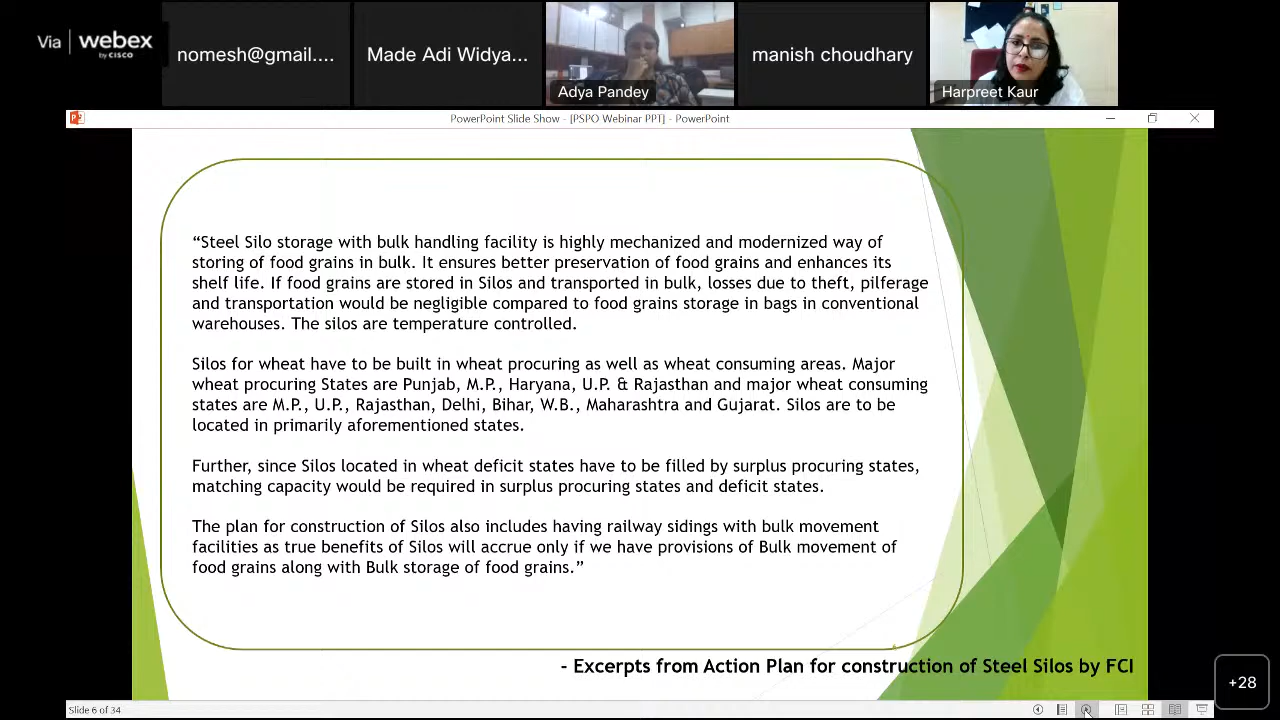 Via | webex
by CISCO
nomesh@gmail....
Made Adi Widya...
Adya Pandey
manish choudhary
Harpreet Kaur
PowerPoint Slide Show - [PSPO Webinar PPT] - PowerPoint
“Steel Silo storage with bulk handling facility is highly mechanized and modernized way of
storing of food grains in bulk. It ensures better preservation of food grains and enhances its
shelf life. If food grains are stored in Silos and transported in bulk, losses due to theft, pilferage
and transportation would be negligible compared to food grains storage in bags in conventional
warehouses. The silos are temperature controlled.
Silos for wheat have to be built in wheat procuring as well as wheat consuming areas. Major
wheat procuring States are Punjab, M.P., Haryana, U.P. & Rajasthan and major wheat consuming
states are M.P., U.P., Rajasthan, Delhi, Bihar, W.B., Maharashtra and Gujarat. Silos are to be
located in primarily aforementioned states.
Further, since Silos located in wheat deficit states have to be filled by surplus procuring states,
matching capacity would be required in surplus procuring states and deficit states.
The plan for construction of Silos also includes having railway sidings with bulk movement
facilities as true benefits of Silos will accrue only if we have provisions of Bulk movement of
food grains along with Bulk storage of food grains.”
- Excerpts from Action Plan for construction of Steel Silos by FCI
+28
Slide 6 of 34